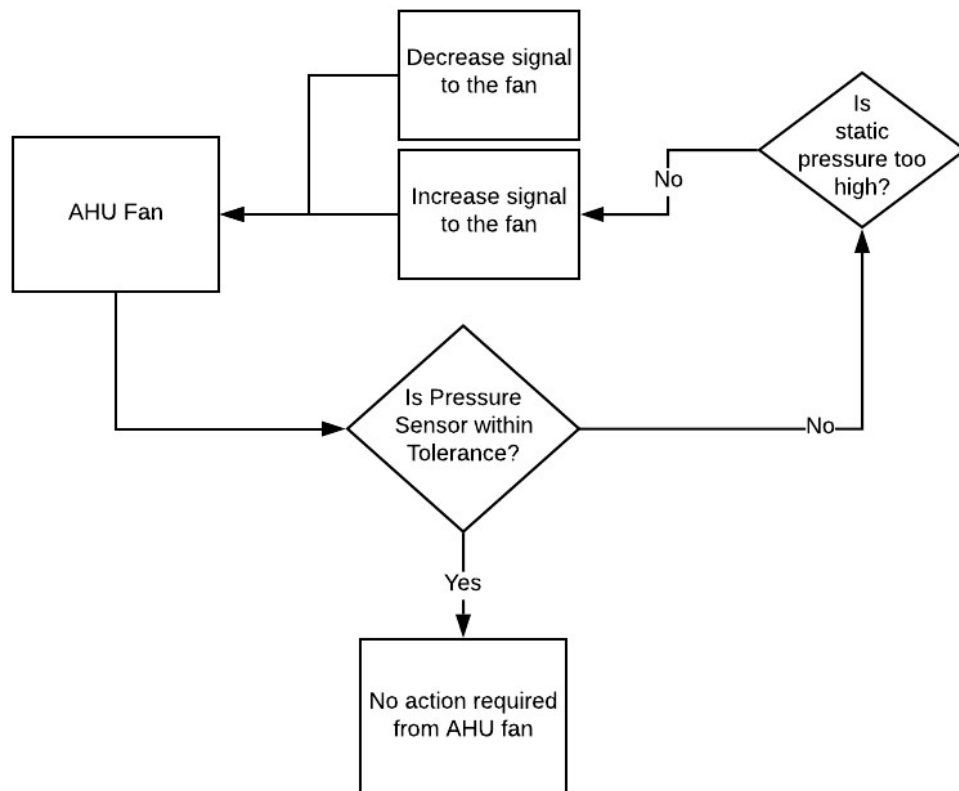 Decrease signal
to the fan
Is
static
pressure too
high?
AHU Fan
Increase signal
to the fan
No
Is Pressure
Sensor within
Tolerance?
No
Yes
No action required
from AHU fan